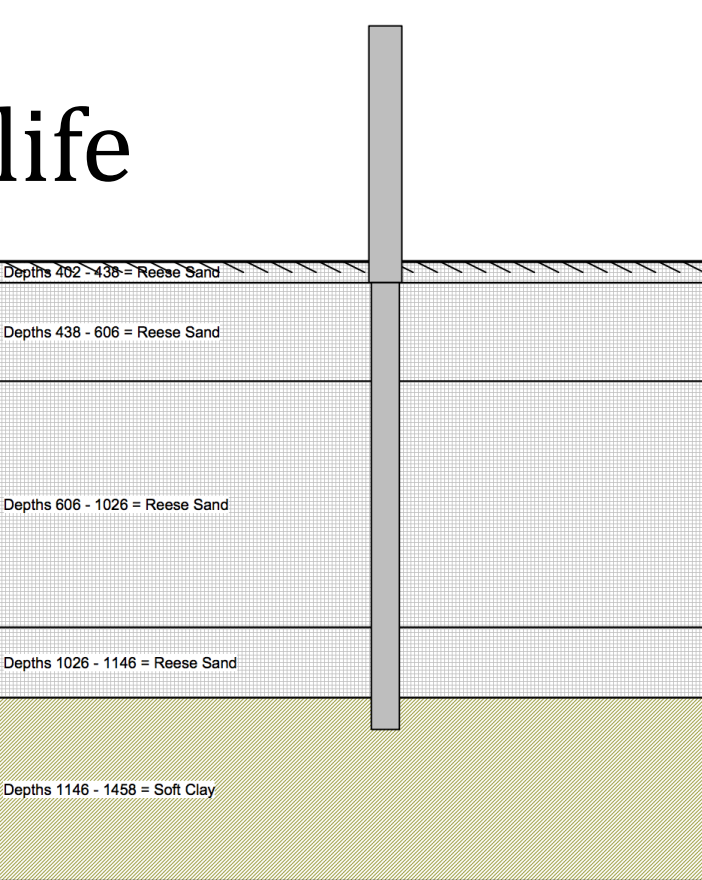 life
Depths 402 - 438 = Reese Sand
Depths 438 - 606 = Reese Sand
Depths 606 - 1026 = Reese Sand
Depths 1026 - 1146 = Reese Sand
Depths 1146 - 1458 = Soft Clay